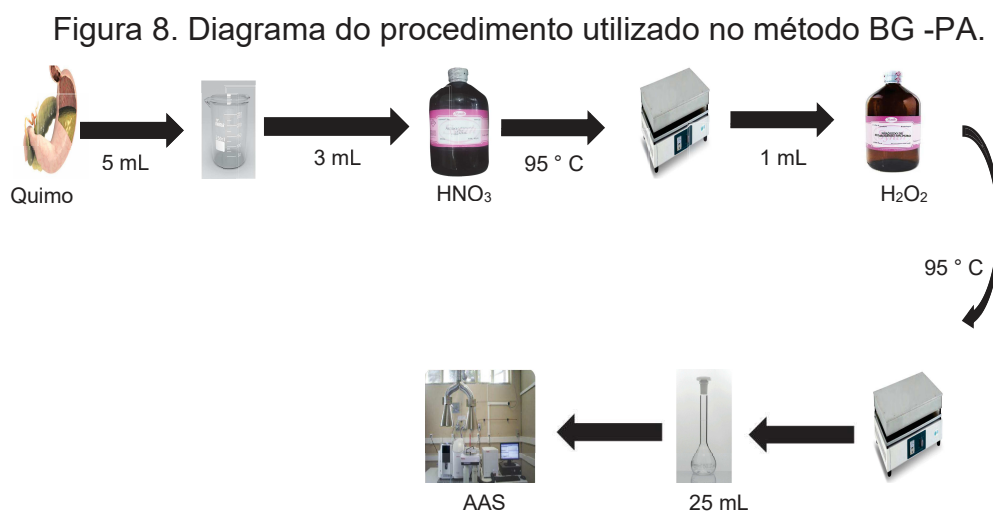 Figura 8. Diagrama do procedimento utilizado no método BG -PA.
5 mL
3 mL
95 ° C
1 mL
Quimo
HNO₃
H₂O₂
95 ° C
AAS
25 mL